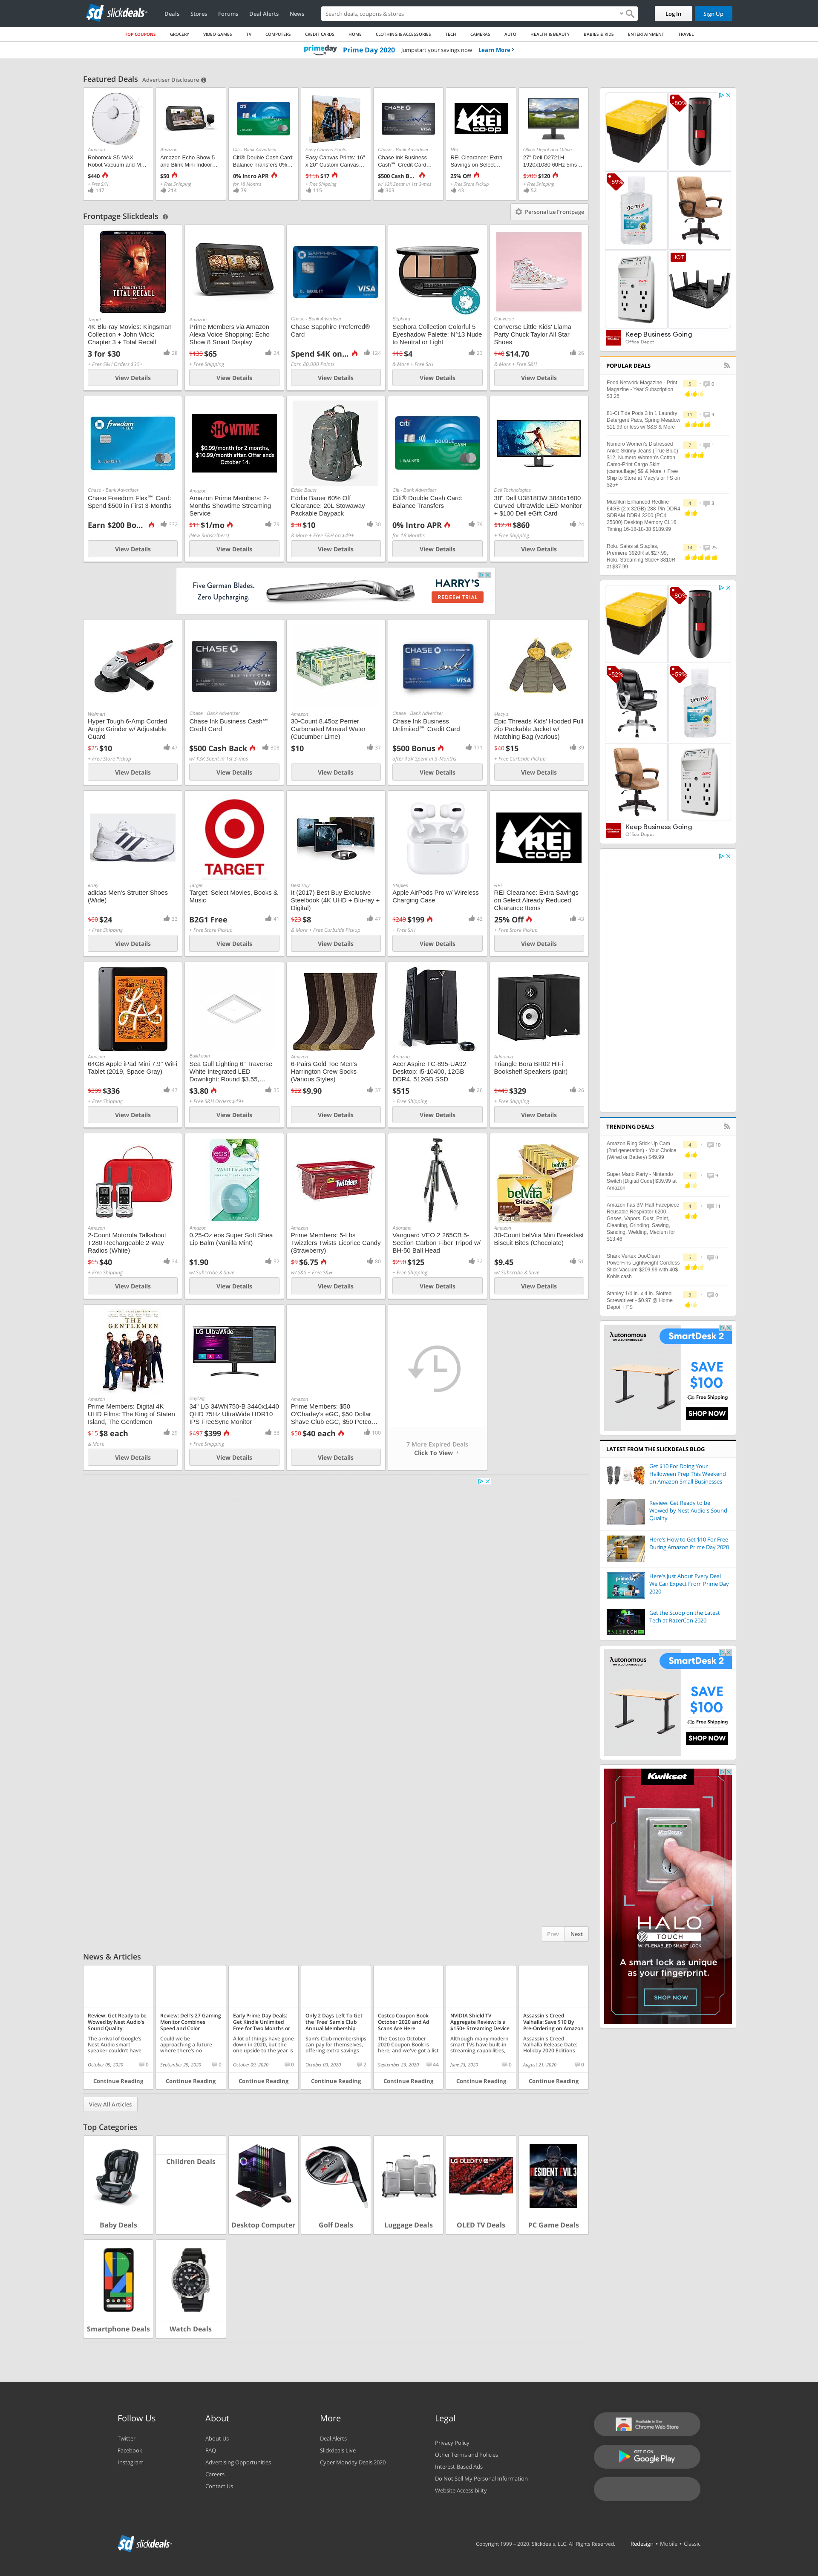 slickdeals
Deals
Stores
Forums
Deal Alerts
News
Search deals, coupons & stores
Log In
Sign Up
TOP COUPONS
GROCERY
VIDEO GAMES
TV
COMPUTERS
CREDIT CARDS
HOME
CLOTHING & ACCESSORIES
TECH
CAMERAS
AUTO
HEALTH & BEAUTY
BABIES & KIDS
ENTERTAINMENT
TRAVEL
prime day
Prime Day 2020
Jumpstart your savings now
Learn More
Featured Deals
Advertiser Disclosure
Amazon
Roborock S5 MAX
Robot Vacuum and M...
$440
+ Free S/H
147
Amazon
Amazon Echo Show 5
and Blink Mini Indoor...
$50
+ Free Shipping
214
Citi - Bank Advertiser
Citi® Double Cash Card:
Balance Transfers 0%...
0% Intro APR
for 18 Months
79
Easy Canvas Prints
Easy Canvas Prints: 16"
x 20" Custom Canvas...
$156 $17
+ Free Shipping
115
Chase - Bank Advertiser
Chase Ink Business
Cash℠ Credit Card...
$500 Cash B...
w/ $3K Spent in 1st 3-mos
303
REI
REI Clearance: Extra
Savings on Select...
25% Off
+ Free Store Pickup
43
Office Depot and Office...
27" Dell D2721H
1920x1080 60Hz 5ms...
$200 $120
+ Free Shipping
52
Frontpage Slickdeals
Personalize Frontpage
TOTAL RECALL
Target
4K Blu-ray Movies: Kingsman
Collection + John Wick:
Chapter 3 + Total Recall
3 for $30
28
+ Free S&H Orders $35+
View Details
Amazon
Prime Members via Amazon
Alexa Voice Shopping: Echo
Show 8 Smart Display
$130 $65
24
+ Free Shipping
View Details
Chase - Bank Advertiser
Chase Sapphire Preferred®
Card
Spend $4K on...
124
Earn 80,000 Points
View Details
Sephora
Sephora Collection Colorful 5
Eyeshadow Palette: N°13 Nude
to Neutral or Light
$18 $4
23
& More + Free S/H
View Details
Converse
Converse Little Kids' Llama
Party Chuck Taylor All Star
Shoes
$40 $14.70
26
& More + Free S&H
View Details
freedom FLEX
Chase - Bank Advertiser
Chase Freedom Flex℠ Card:
Spend $500 in First 3-Months
Earn $200 Bo...
332
View Details
SHOWTIME
$0.99/month for 2 months,
$10.99/month after. Offer ends
October 14.
Amazon
Amazon Prime Members: 2-
Months Showtime Streaming
Service
$11 $1/mo
79
(New Subscribers)
View Details
Eddie Bauer
Eddie Bauer 60% Off
Clearance: 20L Stowaway
Packable Daypack
$30 $10
30
& More + Free S&H on $49+
View Details
citi
DOUBLE CASH
L WALKER
Citi - Bank Advertiser
Citi® Double Cash Card:
Balance Transfers
0% Intro APR
79
for 18 Months
View Details
Dell Technologies
38" Dell U3818DW 3840x1600
Curved UltraWide LED Monitor
+ $100 Dell eGift Card
$1270 $860
24
+ Free Shipping
View Details
Five German Blades.
Zero Upcharging.
HARRY'S
REDEEM TRIAL
Walmart
Hyper Tough 6-Amp Corded
Angle Grinder w/ Adjustable
Guard
$25 $10
47
+ Free Store Pickup
View Details
CHASE
VISA
Chase - Bank Advertiser
Chase Ink Business Cash℠
Credit Card
$500 Cash Back
303
w/ $3K Spent in 1st 3-mos
View Details
Amazon
30-Count 8.45oz Perrier
Carbonated Mineral Water
(Cucumber Lime)
$10
37
View Details
CHASE
ink
VISA
Chase - Bank Advertiser
Chase Ink Business
Unlimited℠ Credit Card
$500 Bonus
171
after $3K Spent in 3-Months
View Details
Macy's
Epic Threads Kids' Hooded Full
Zip Packable Jacket w/
Matching Bag (various)
$40 $15
39
+ Free Curbside Pickup
View Details
eBay
adidas Men's Strutter Shoes
(Wide)
$60 $24
33
+ Free Shipping
View Details
TARGET
Target
Target: Select Movies, Books &
Music
B2G1 Free
41
+ Free Store Pickup
View Details
Best Buy
It (2017) Best Buy Exclusive
Steelbook (4K UHD + Blu-ray +
Digital)
$23 $8
47
& More + Free Curbside Pickup
View Details
Staples
Apple AirPods Pro w/ Wireless
Charging Case
$249 $199
43
+ Free S/H
View Details
REI
co-op
REI
REI Clearance: Extra Savings
on Select Already Reduced
Clearance Items
25% Off
43
+ Free Store Pickup
View Details
Amazon
64GB Apple iPad Mini 7.9" WiFi
Tablet (2019, Space Gray)
$399 $336
47
+ Free Shipping
View Details
Build.com
Sea Gull Lighting 6" Traverse
White Integrated LED
Downlight: Round $3.55,...
$3.80
35
+ Free S&H Orders $49+
View Details
Amazon
6-Pairs Gold Toe Men's
Harrington Crew Socks
(Various Styles)
$22 $9.90
37
View Details
Amazon
Acer Aspire TC-895-UA92
Desktop: i5-10400, 12GB
DDR4, 512GB SSD
$515
26
+ Free Shipping
View Details
Adorama
Triangle Bora BR02 HiFi
Bookshelf Speakers (pair)
$449 $329
26
+ Free Shipping
View Details
Amazon
2-Count Motorola Talkabout
T280 Rechargeable 2-Way
Radios (White)
$65 $40
34
+ Free Shipping
View Details
eos
VANILLA MINT
Amazon
0.25-Oz eos Super Soft Shea
Lip Balm (Vanilla Mint)
$1.90
32
w/ Subscribe & Save
View Details
Twizzlers
Amazon
Prime Members: 5-Lbs
Twizzlers Twists Licorice Candy
(Strawberry)
$9 $6.75
80
w/ S&S + Free S&H
View Details
Adorama
Vanguard VEO 2 265CB 5-
Section Carbon Fiber Tripod w/
BH-50 Ball Head
$250 $125
32
+ Free Shipping
View Details
belVita
Bites
Amazon
30-Count belVita Mini Breakfast
Biscuit Bites (Chocolate)
$9.45
51
w/ Subscribe & Save
View Details
THE
GENTLEMEN
Amazon
Prime Members: Digital 4K
UHD Films: The King of Staten
Island, The Gentlemen
$15 $8 each
29
& More
View Details
LG UltraWide
BuyDig
34" LG 34WN750-B 3440x1440
QHD 75Hz UltraWide HDR10
IPS FreeSync Monitor
$497 $399
33
+ Free Shipping
View Details
Amazon
Prime Members: $50
O'Charley's eGC, $50 Dollar
Shave Club eGC, $50 Petco...
$50 $40 each
100
View Details
7 More Expired Deals
Click To View
Prev
Next
-80%
-59%
HOT
Keep Business Going
Office Depot
POPULAR DEALS
Food Network Magazine - Print
Magazine - Year Subscription
$3.25
5
0
81-Ct Tide Pods 3 in 1 Laundry
Detergent Pacs, Spring Meadow
$11.99 or less w/ S&S & More
11
9
Numero Women's Distressed
Ankle Skinny Jeans (True Blue)
$12, Numero Women's Cotton
Camo-Print Cargo Skirt
(camouflage) $9 & More + Free
Ship to Store at Macy's or FS on
$25+
7
1
Mushkin Enhanced Redline
64GB (2 x 32GB) 288-Pin DDR4
SDRAM DDR4 3200 (PC4
25600) Desktop Memory CL16
Timing 16-18-18-38 $189.99
4
3
Roku Sales at Staples,
Premiere 3920R at $27.99,
Roku Streaming Stick+ 3810R
at $37.99
14
25
-80%
-52%
-59%
Keep Business Going
Office Depot
TRENDING DEALS
Amazon Ring Stick Up Cam
(2nd generation) - Your Choice
(Wired or Battery) $49.99
4
10
Super Mario Party - Nintendo
Switch [Digital Code] $39.99 at
Amazon
3
9
Amazon has 3M Half Facepiece
Reusable Respirator 6200,
Gases, Vapors, Dust, Paint,
Cleaning, Grinding, Sawing,
Sanding, Welding, Medium for
$11.46
4
11
Shark Vertex DuoClean
PowerFins Lightweight Cordless
Stick Vacuum $209.99 with 40$
Kohls cash
5
0
Stanley 1/4 in. x 4 in. Slotted
Screwdriver - $0.97 @ Home
Depot + FS
3
0
autonomous
SmartDesk 2
SAVE
$100
Free Shipping
SHOP NOW
LATEST FROM THE SLICKDEALS BLOG
Get $10 For Doing Your
Halloween Prep This Weekend
on Amazon Small Businesses
Review: Get Ready to be
Wowed by Nest Audio's Sound
Quality
Here's How to Get $10 For Free
During Amazon Prime Day 2020
Here's Just About Every Deal
We Can Expect From Prime Day
2020
Get the Scoop on the Latest
Tech at RazerCon 2020
autonomous
SmartDesk 2
SAVE
$100
Free Shipping
SHOP NOW
Kwikset
HALO
TOUCH
WI-FI-ENABLED SMART LOCK
A smart lock as unique
as your fingerprint.
SHOP NOW
News & Articles
Review: Get Ready to be
Wowed by Nest Audio's
Sound Quality
The arrival of Google's
Nest Audio smart
speaker couldn't have
October 09, 2020
0
Continue Reading
Review: Dell's 27 Gaming
Monitor Combines
Speed and Color
Could we be
approaching a future
where there's no
September 29, 2020
0
Continue Reading
Early Prime Day Deals:
Get Kindle Unlimited
Free for Two Months or
A lot of things have gone
down in 2020, but the
one upside to the year is
October 09, 2020
0
Continue Reading
Only 2 Days Left To Get
the 'Free' Sam's Club
Annual Membership
Sam's Club memberships
can pay for themselves,
offering extra savings
October 09, 2020
2
Continue Reading
Costco Coupon Book
October 2020 and Ad
Scans Are Here
The Costco October
2020 Coupon Book is
here, and we've got a list
September 23, 2020
44
Continue Reading
NVIDIA Shield TV
Aggregate Review: Is a
$150+ Streaming Device
Although many modern
smart TVs have built-in
streaming capabilities,
June 23, 2020
0
Continue Reading
Assassin's Creed
Valhalla: Save $10 By
Pre-Ordering on Amazon
Assassin's Creed
Valhalla Release Date:
Holiday 2020 Editions
August 21, 2020
0
Continue Reading
View All Articles
Top Categories
Baby Deals
Children Deals
Desktop Computer
Golf Deals
Luggage Deals
LG OLED TV
OLED TV Deals
RESIDENT EVIL 3
PC Game Deals
Smartphone Deals
Watch Deals
Follow Us
Twitter
Facebook
Instagram
About
About Us
FAQ
Advertising Opportunities
Careers
Contact Us
More
Deal Alerts
Slickdeals Live
Cyber Monday Deals 2020
Legal
Privacy Policy
Other Terms and Policies
Interest-Based Ads
Do Not Sell My Personal Information
Website Accessibility
Available in the
Chrome Web Store
GET IT ON
Google Play
slickdeals
Copyright 1999 - 2020. Slickdeals, LLC. All Rights Reserved.
Redesign • Mobile • Classic